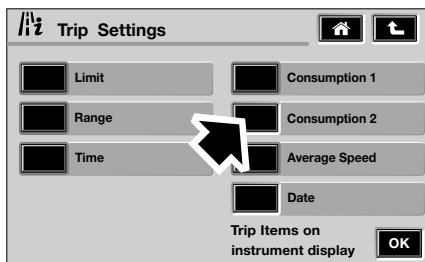 Trip Settings
Limit
Range
Time
Consumption 1
Consumption 2
Average Speed
Date
Trip Items on
instrument display
OK